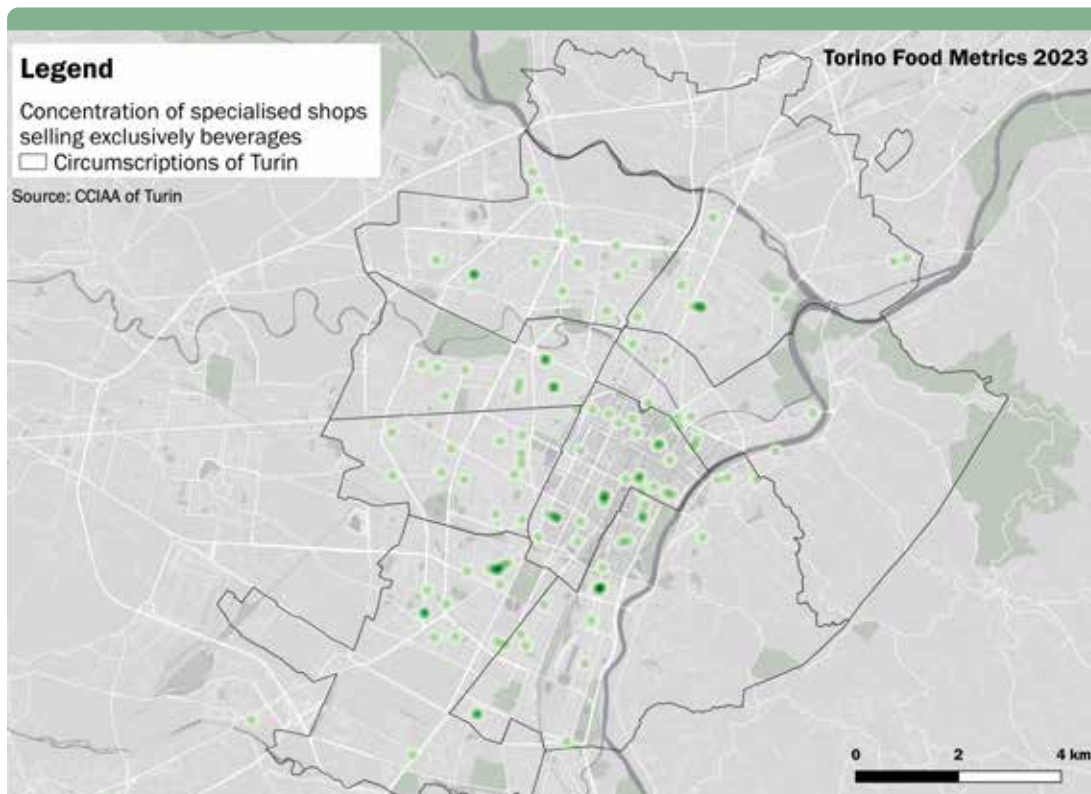 Torino Food Metrics 2023
Legend
Concentration of specialised shops
selling exclusively beverages
Circumscriptions of Turin
Source: CCIAA of Turin
0 2 4 km